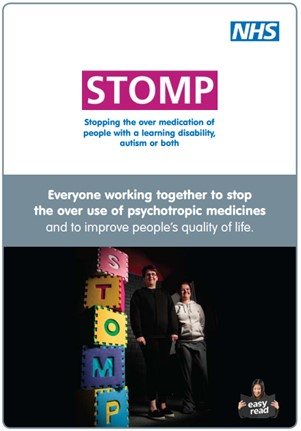 NHS
STOMP
Stopping the over medication of
people with a learning disability,
autism or both
Everyone working together to stop
the over use of psychotropic medicines
and to improve people's quality of life.
S
T
O
M
P
easy
read